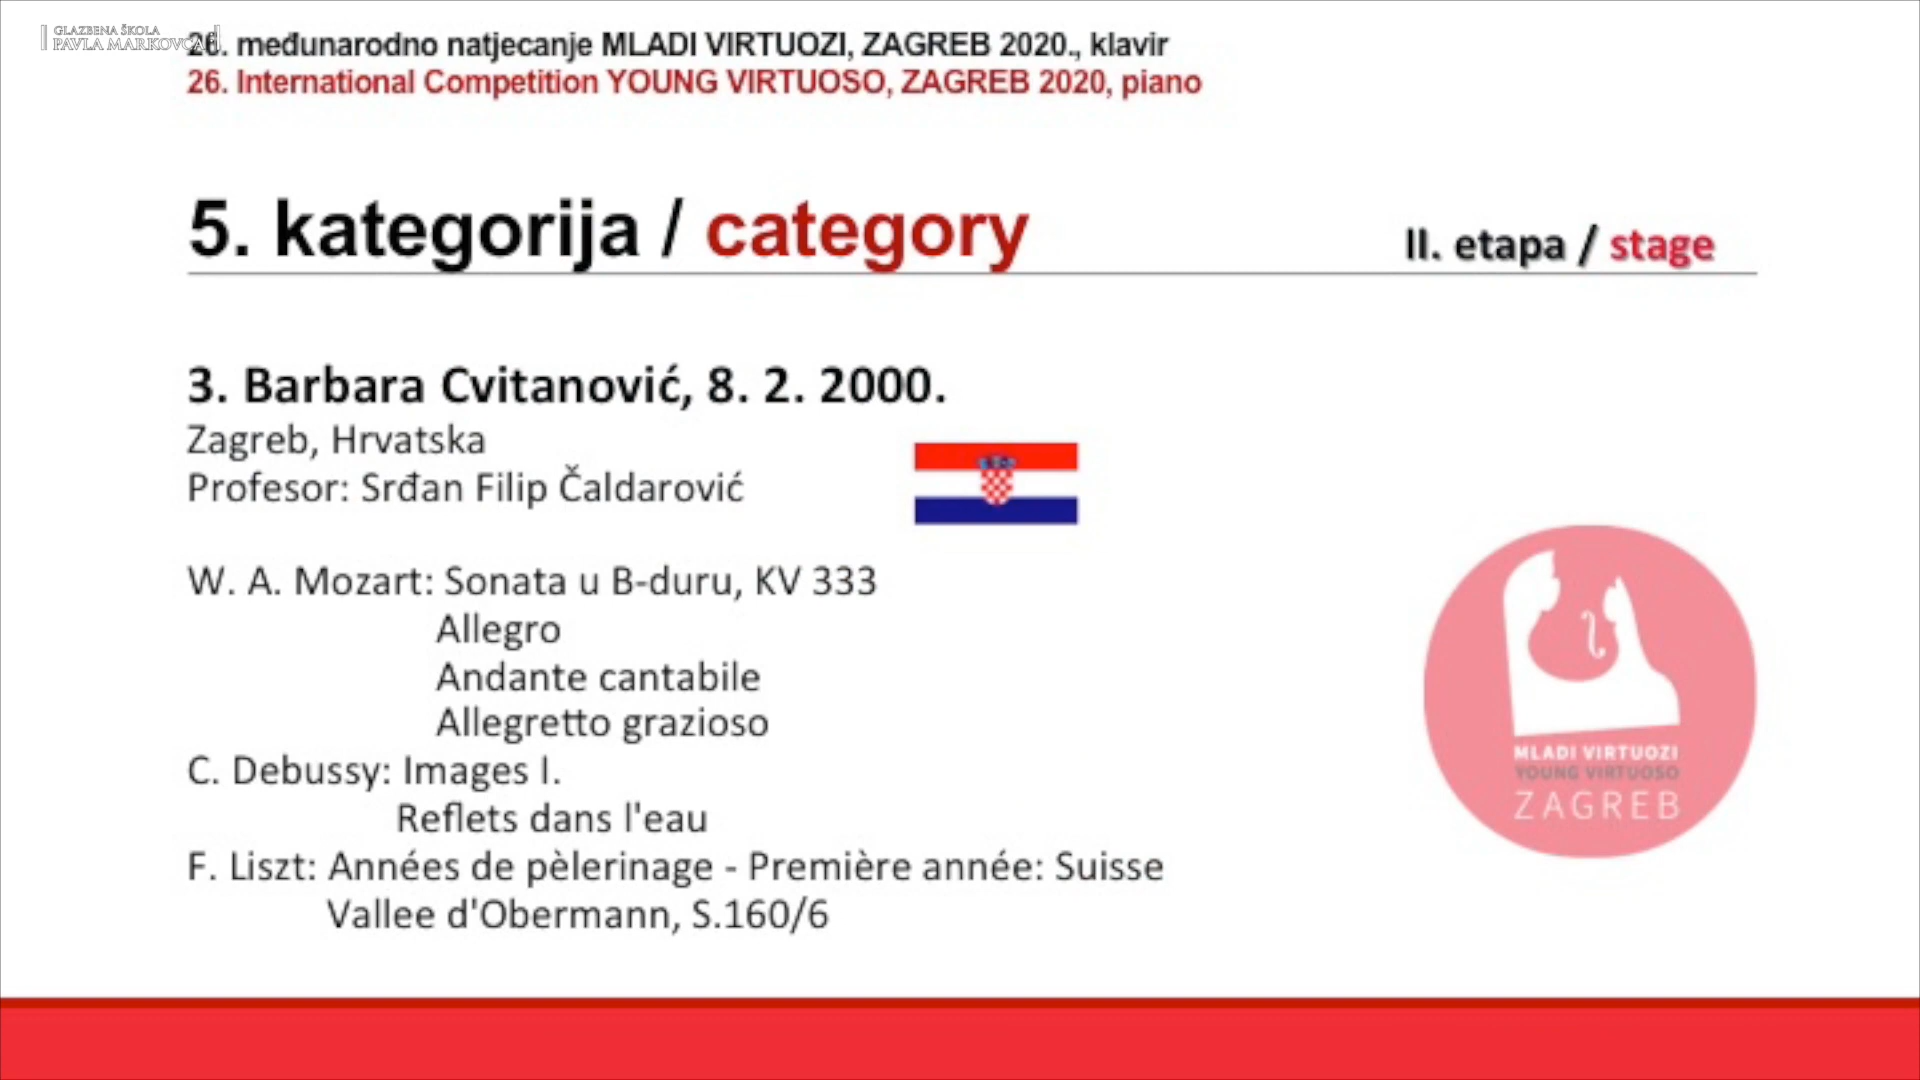 GLAZBENA ŠKOLA
PAVLA MARKOVCA
26. međunarodno natjecanje MLADI VIRTUOZI, ZAGREB 2020., klavir
26. International Competition YOUNG VIRTUOSO, ZAGREB 2020, piano
5. kategorija / category
II. etapa / stage
3. Barbara Cvitanović, 8. 2. 2000.
Zagreb, Hrvatska
Profesor: Srđan Filip Čaldarović
W. A. Mozart: Sonata u B-duru, KV 333
Allegro
Andante cantabile
Allegretto grazioso
C. Debussy: Images I.
Reflets dans l'eau
F. Liszt: Années de pèlerinage - Première année: Suisse
Vallee d'Obermann, S.160/6
MLADI VIRTUOZI
YOUNG VIRTUOSO
ZAGREB